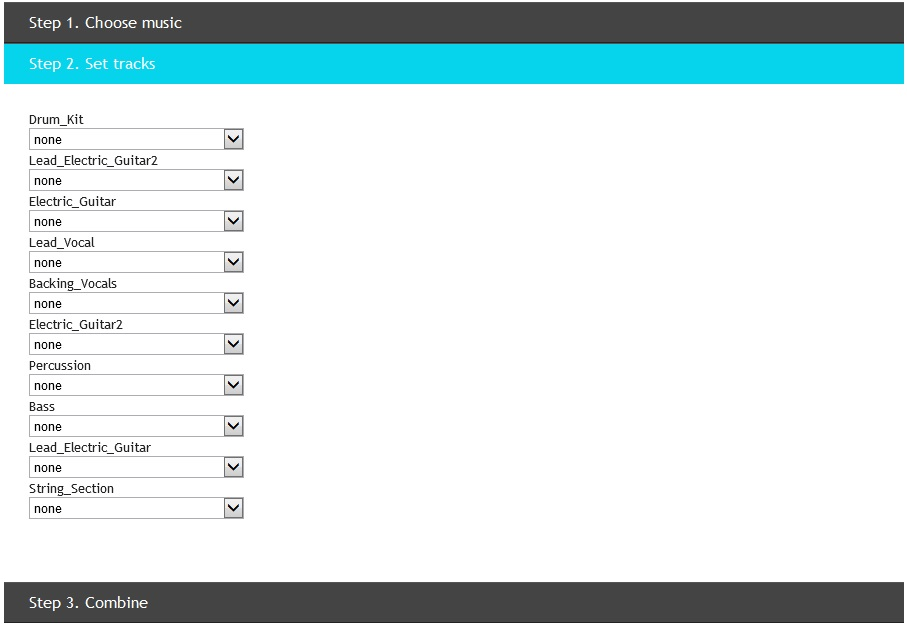 Step 1. Choose music
Step 2. Set tracks
Drum_Kit
none
Lead_Electric_Guitar2
none
Electric_Guitar
none
Lead_Vocal
none
Backing_Vocals
none
Electric_Guitar2
none
Percussion
none
Bass
none
Lead_Electric_Guitar
none
String_Section
none
Step 3. Combine